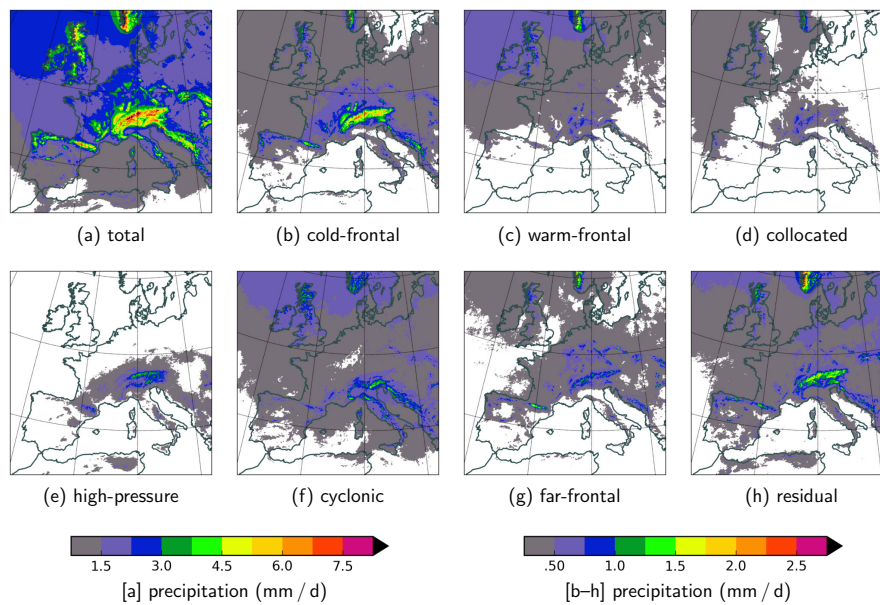 (a) total
(b) cold-frontal
(c) warm-frontal
(d) collocated
(e) high-pressure
(f) cyclonic
(g) far-frontal
(h) residual
1.5 3.0 4.5 6.0 7.5
[a] precipitation (mm / d)
.50 1.0 1.5 2.0 2.5
[b–h] precipitation (mm / d)